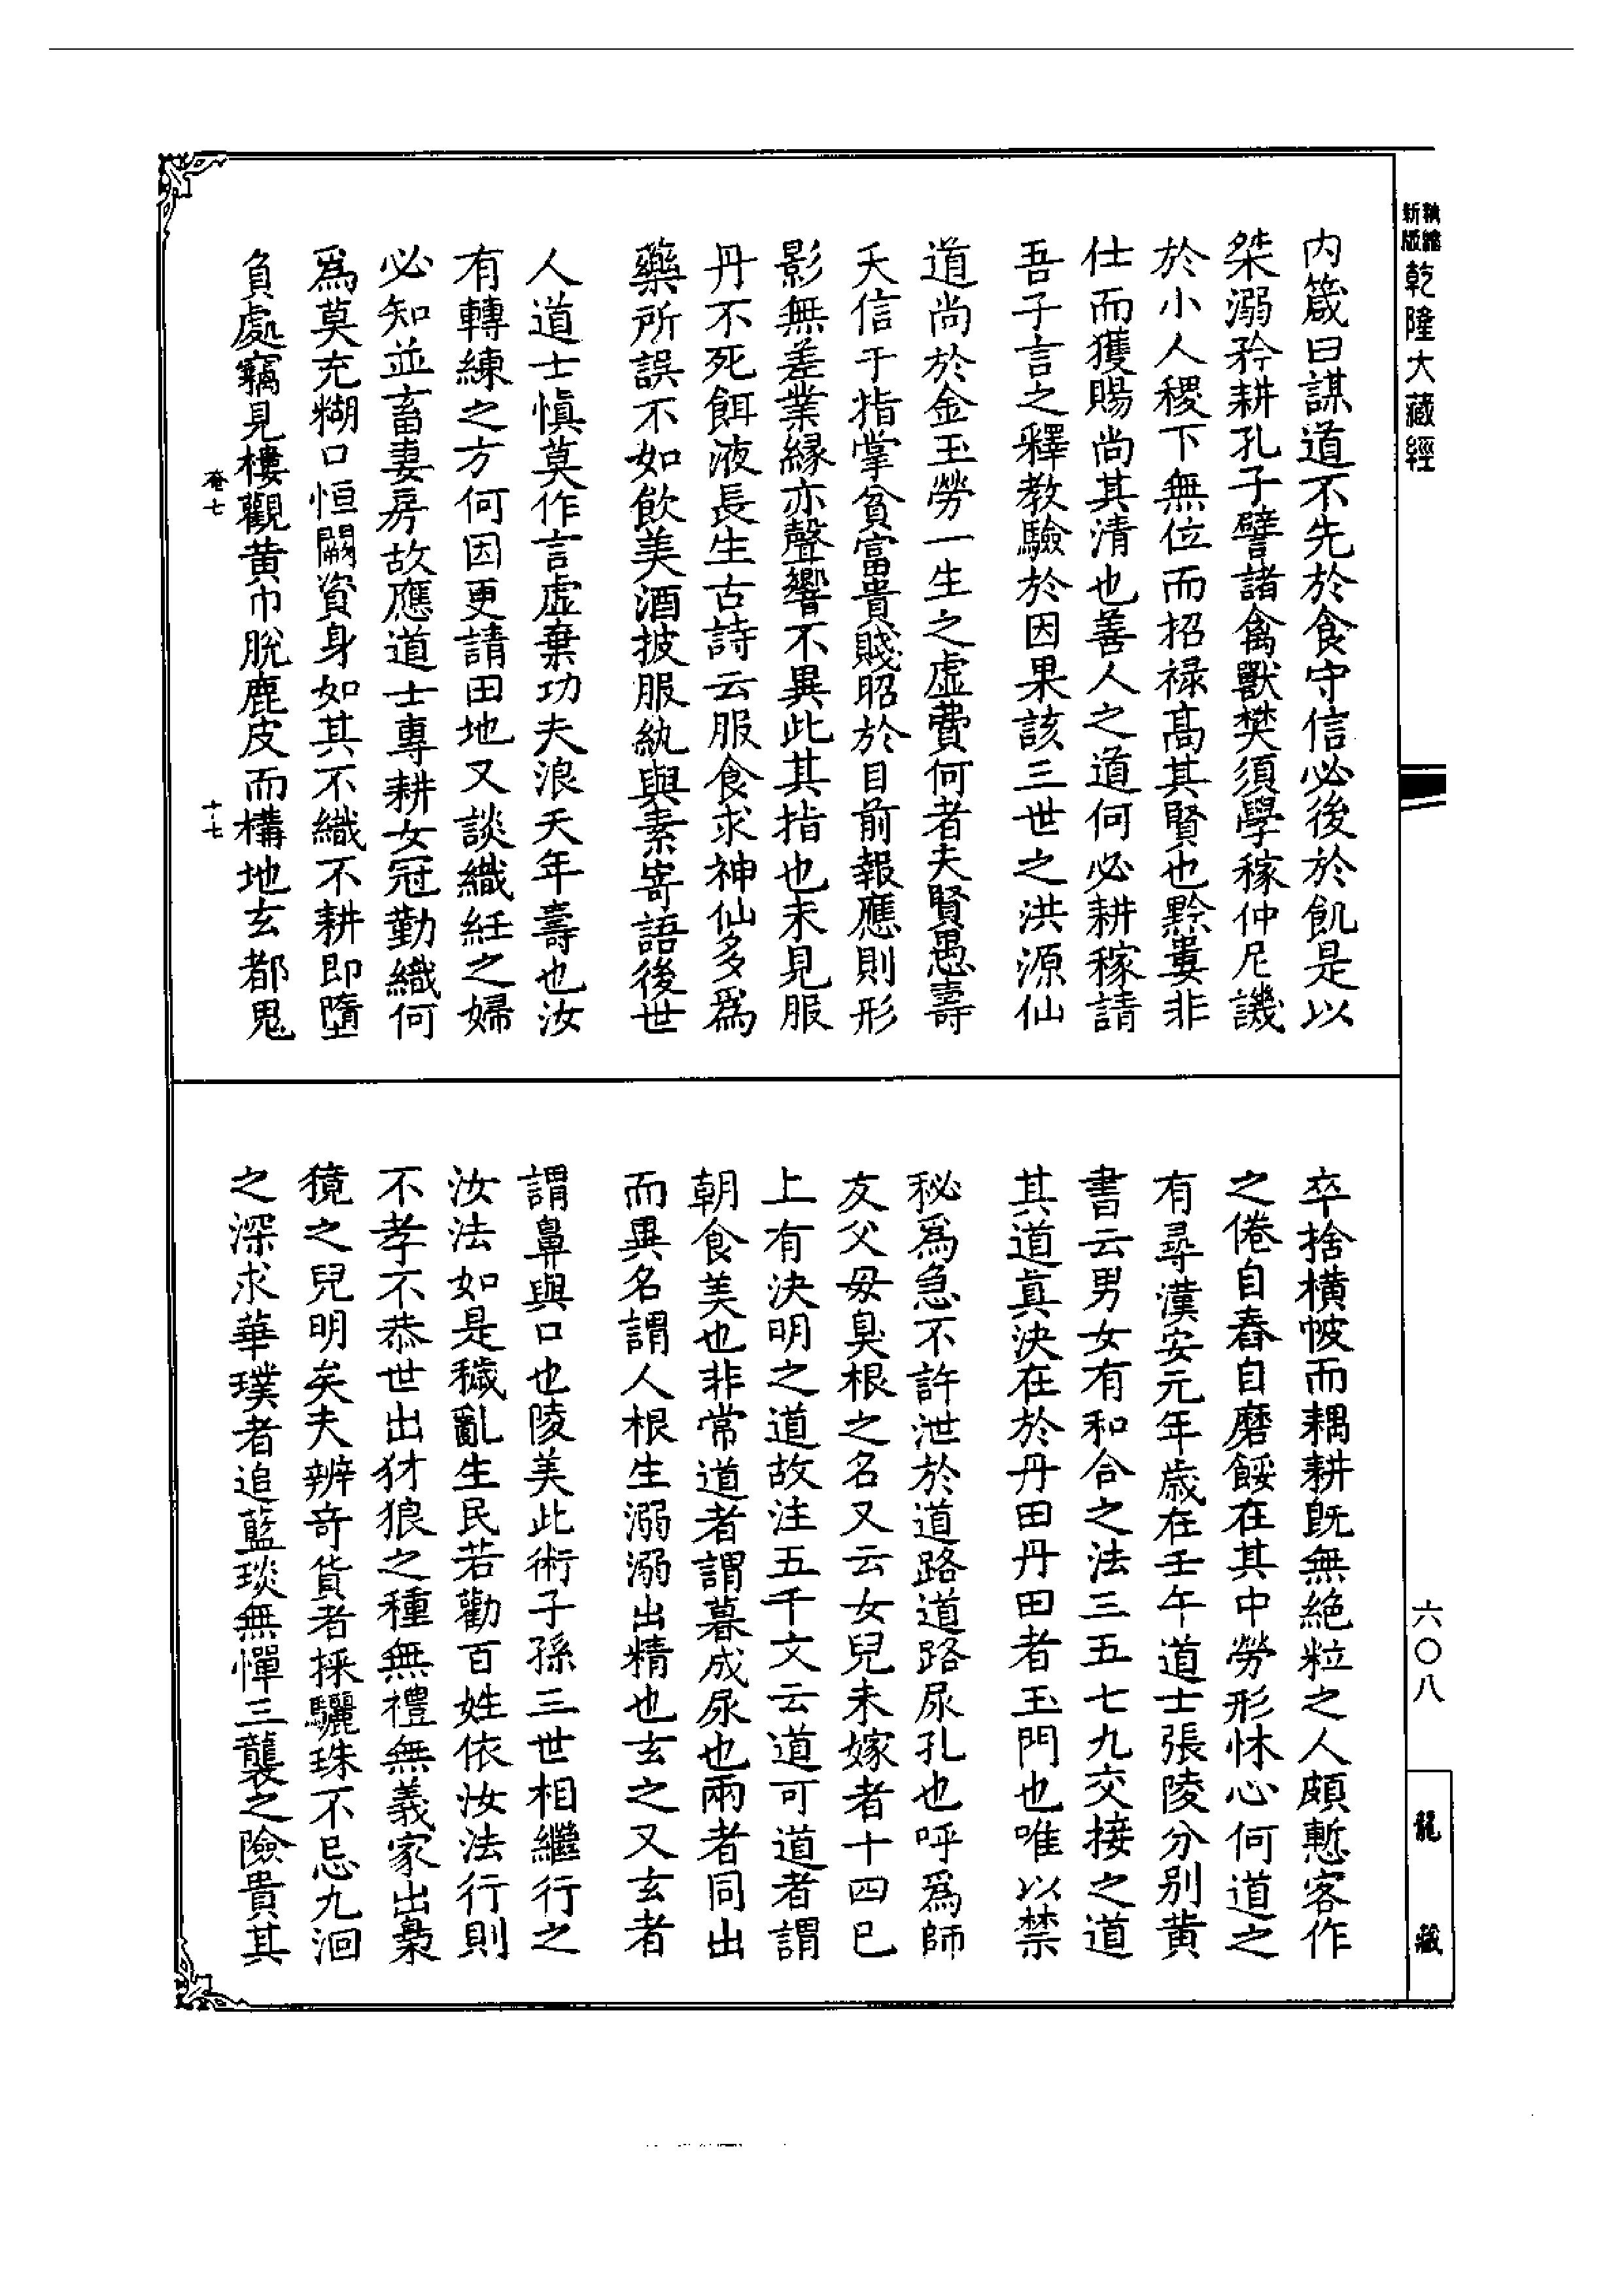 新版
精縮
乾隆大藏經
內箴曰謀道不先於食守信必後於飢是以
桀溺矜耕孔子譬諸禽獸樊須學稼仲尼譏
於小人稷下無位而招祿高其賢也黔婁非
仕而獲賜尚其清也善人之道何必耕稼請
吾子言之釋教驗於因果該三世之洪源仙
道尚於金玉勞一生之虛費何者夫賢愚壽
夭信于指掌貧富貴賤昭於目前報應則形
影無差業緣亦聲響不異此其指也未見服
丹不死餌液長生古詩云服食求神仙多爲
藥所誤不如飲美酒披服紈與素寄語後世
人道士慎莫作言虛棄功夫浪夭年壽也汝
有轉練之方何因更請田地又談織紝之婦
必知並畜妻房故應道士專耕女冠勤織何
爲莫充糊口恒闕資身如其不織不耕即墮
負處竊見樓觀黃巾脫鹿皮而構地玄都鬼
奄七
十七
卒捨橫帔而耦耕旣無絕粒之人頗慙客作
之倦自舂自磨餒在其中勞形怵心何道之
有尋漢安元年歲在壬午道士張陵分別黃
書云男女有和合之法三五七九交接之道
其道眞決在於丹田丹田者玉門也唯以禁
秘爲急不許泄於道路道路尿孔也呼爲師
友父母臭根之名又云女兒未嫁者十四已
上有決明之道故注五千文云道可道者謂
朝食美也非常道者謂暮成尿也兩者同出
而異名謂人根生溺溺出精也玄之又玄者
謂鼻與口也陵美此術子孫三世相繼行之
汝法如是穢亂生民若勸百姓依汝法行則
不孝不恭世出犲狼之種無禮無義家出梟
獍之兒明矣夫辨奇貨者採驪珠不忌九洄
之深求華璞者追藍琰無憚三襲之險貴其
六〇八
龍藏